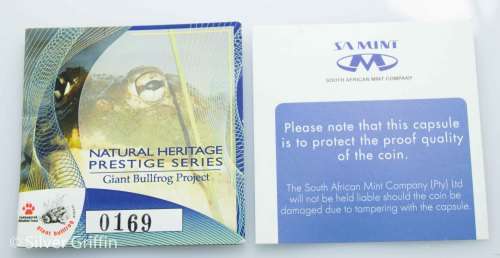 NATURAL HERITAGE
PRESTIGE SERIES
Giant Bullfrog Project
giant bullfrog
0169
© Silver Griffin
SA MINT
SOUTH AFRICAN MINT COMPANY
Please note that this capsule
is to protect the proof quality
of the coin.
The South African Mint Company (Pty) Ltd
will not be held liable should the coin be
damaged due to tampering with the capsule.